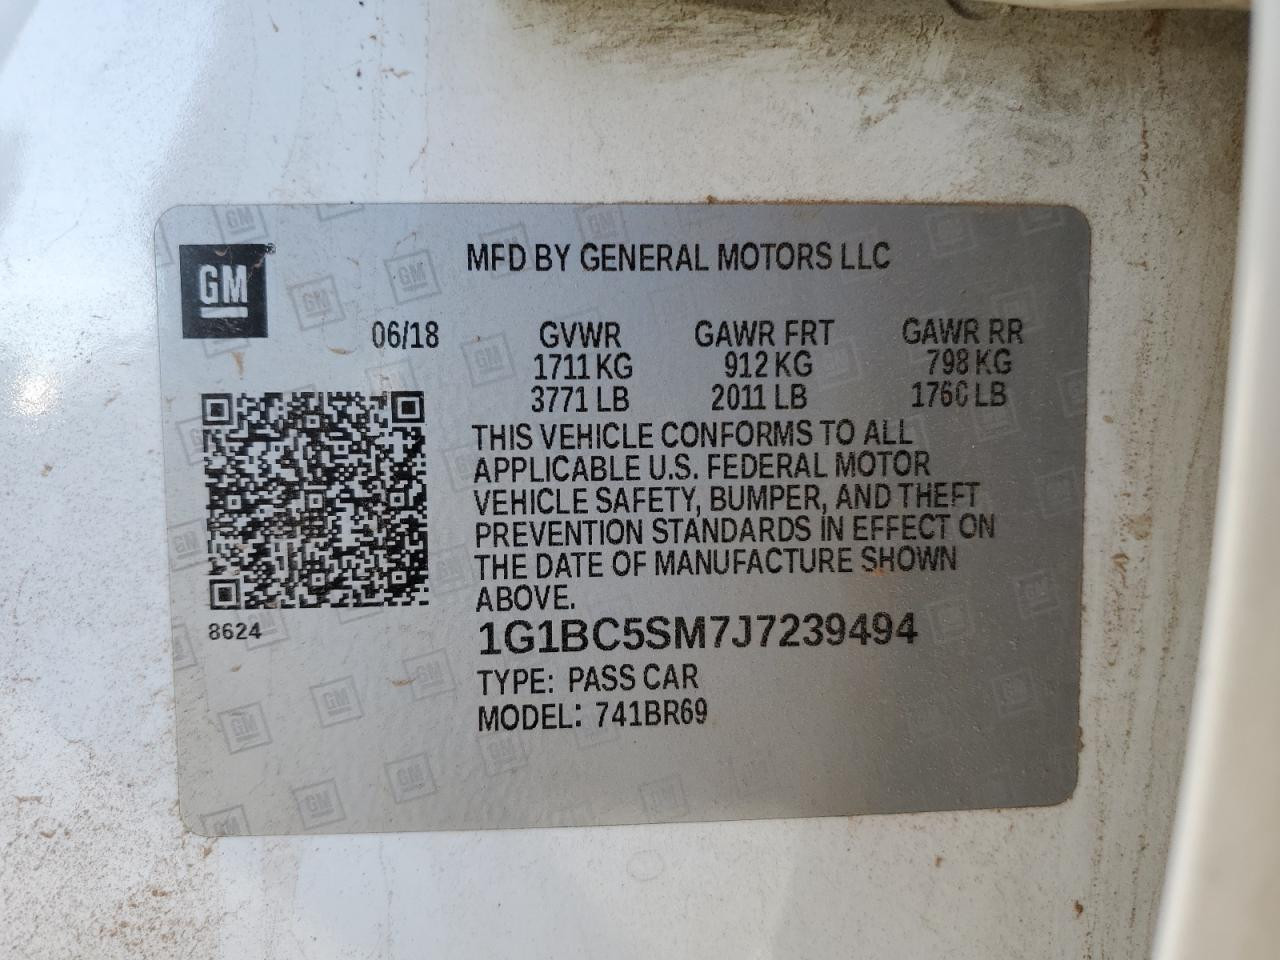 GM
MFD BY GENERAL MOTORS LLC
06/18 GVWR GAWR FRT GAWR RR
1711 KG 912 KG 798 KG
3771 LB 2011 LB 1760 LB
THIS VEHICLE CONFORMS TO ALL
APPLICABLE U.S. FEDERAL MOTOR
VEHICLE SAFETY, BUMPER, AND THEFT
PREVENTION STANDARDS IN EFFECT ON
THE DATE OF MANUFACTURE SHOWN
ABOVE.
8624
1G1BC5SM7J7239494
TYPE: PASS CAR
MODEL: 741BR69